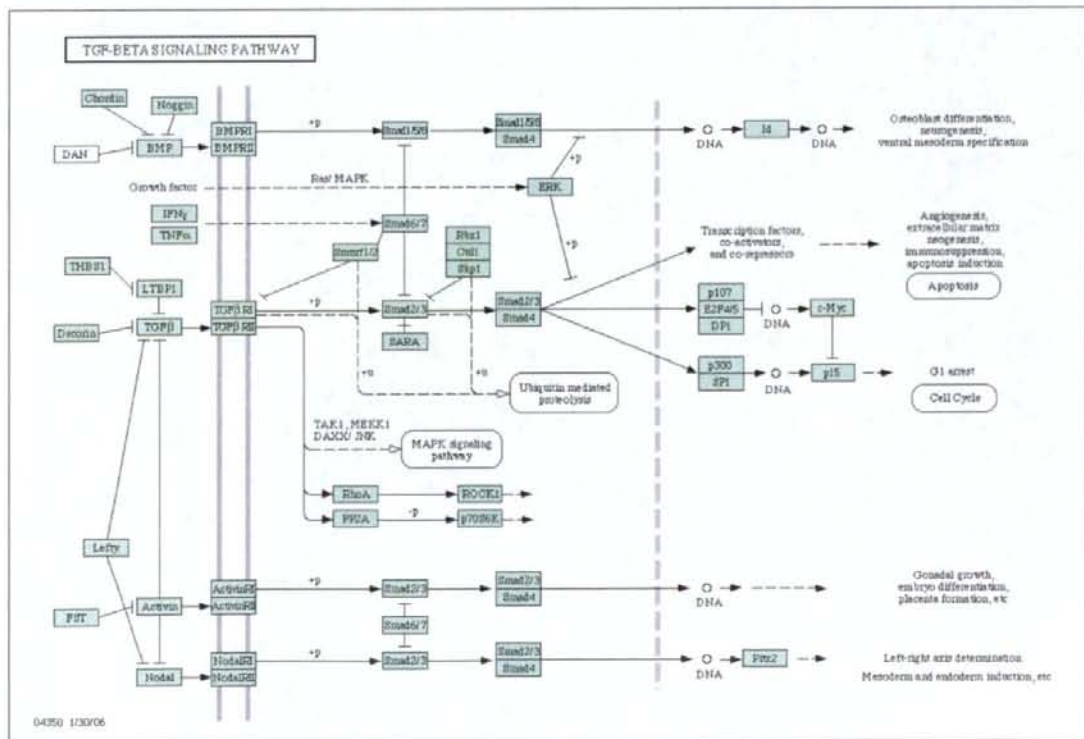 TGF-BETA SIGNALING PATHWAY
Chordin
Noggin
DAN
BMP
BMPRI
BMPRII
+p
Smad1/5/8
Smad1/5/8
Smad4
DNA
Id
DNA
Osteoblast differentiation,
neurogenesis,
ventral mesoderm specification
Growth factor
Ras/ MAPK
ERK
+p
+p
IFNγ
TNFα
Smad6/7
Smurf1/2
Rbx1
Cul1
Skp1
Transcription factors,
co-activators,
and co-repressors
Angiogenesis,
extracellular matrix
neogenesis,
immunosuppression,
apoptosis induction
Apoptosis
THBS1
LTBP1
Decorin
TGFβ
TGFβ RI
TGFβ RII
+p
Smad2/3
SARA
Smad2/3
Smad4
p107
E2F4/5
DP1
DNA
c-Myc
p300
SP1
DNA
p15
G1 arrest
Cell Cycle
+u
+u
Ubiquitin mediated
proteolysis
TAK1, MEKK1
DAXX/ JNK
MAPK signaling
pathway
RhoA
ROCK1
PP2A
-p
p70S6K
Lefty
FST
Activin
ActivinRI
ActivinRII
+p
Smad2/3
Smad2/3
Smad4
DNA
Gonadal growth,
embryo differentiation,
placenta formation, etc
Smad6/7
Nodal
NodalRI
NodalRII
+p
Smad2/3
Smad2/3
Smad4
DNA
Pitx2
Left-right axis determination
Mesoderm and endoderm induction, etc
04350 1/30/06